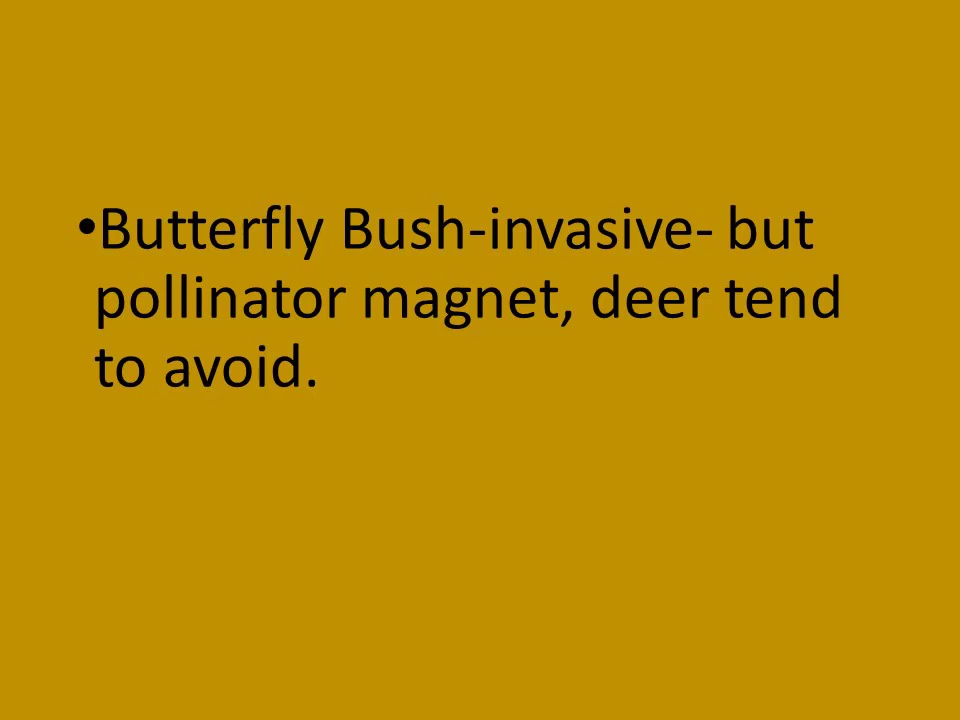 •Butterfly Bush-invasive- but
pollinator magnet, deer tend
to avoid.